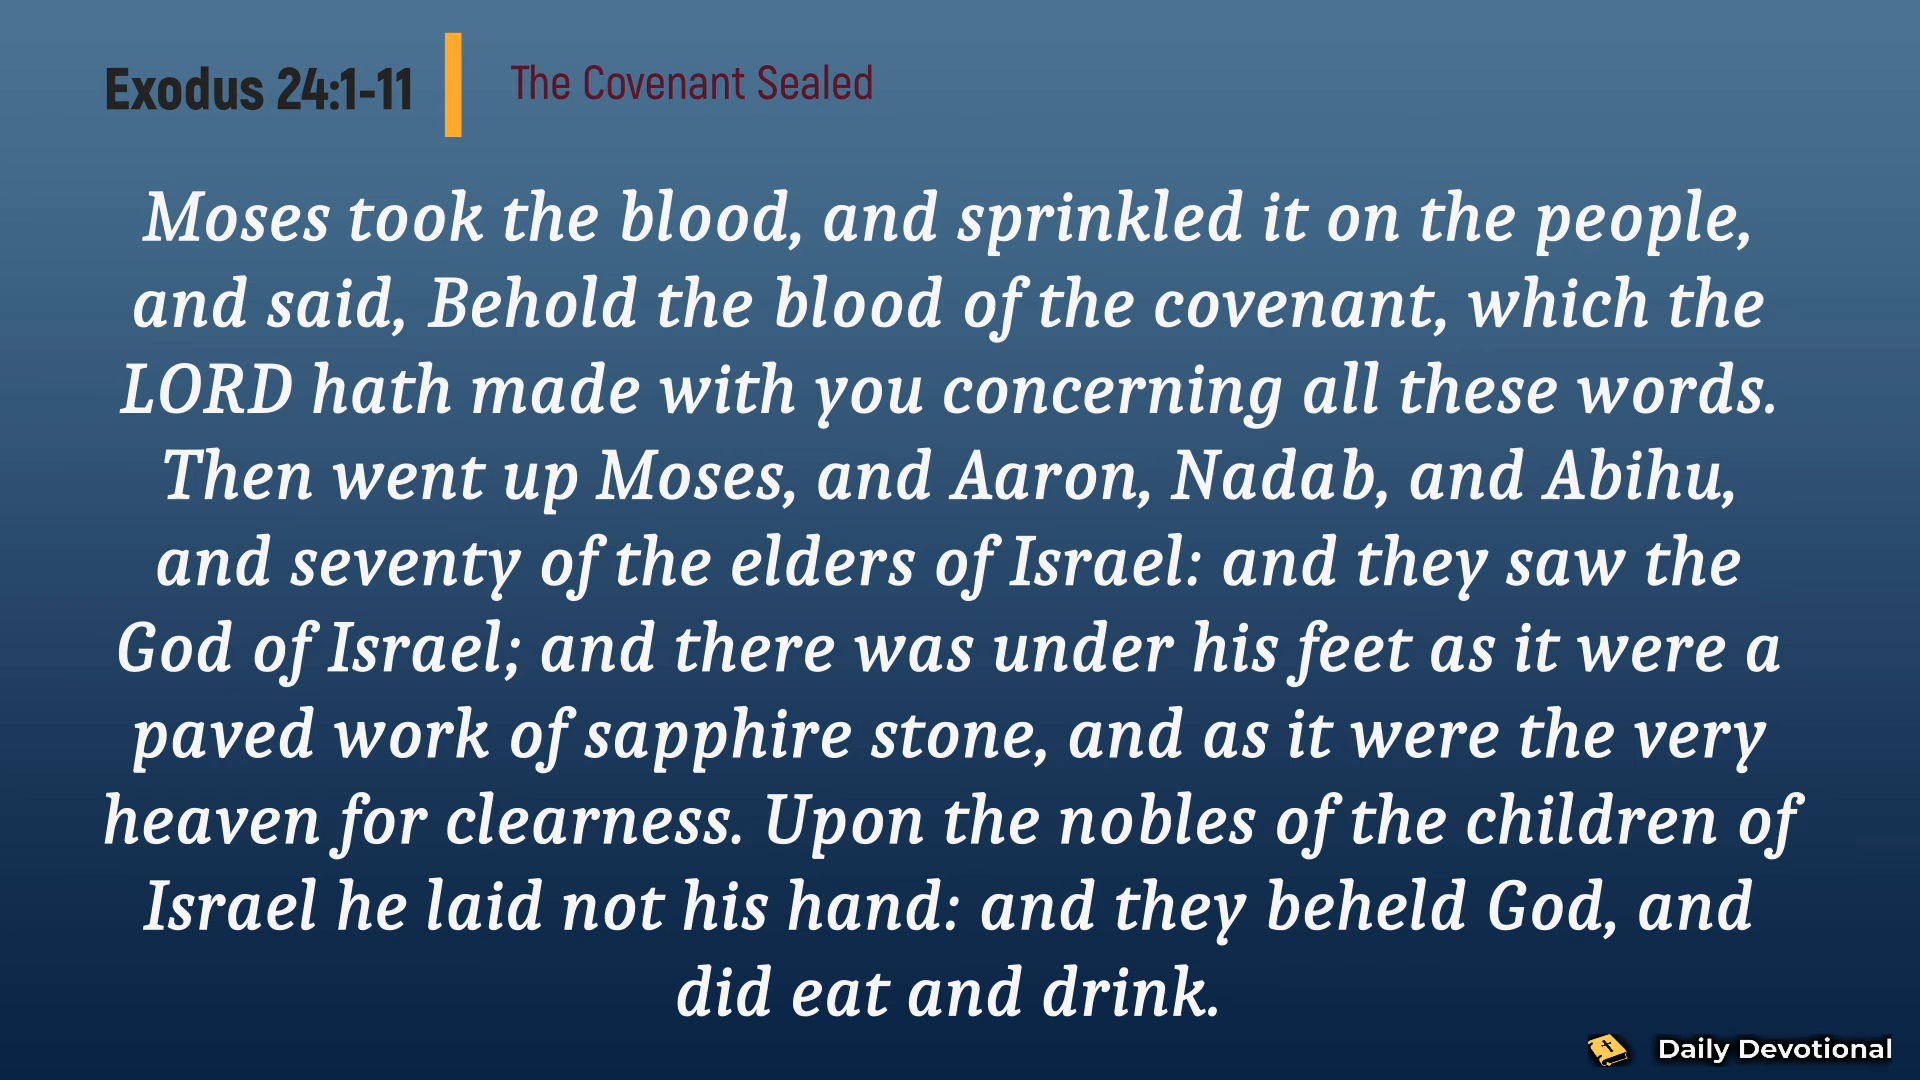 Exodus 24:1-11
The Covenant Sealed
Moses took the blood, and sprinkled it on the people,
and said, Behold the blood of the covenant, which the
LORD hath made with you concerning all these words.
Then went up Moses, and Aaron, Nadab, and Abihu,
and seventy of the elders of Israel: and they saw the
God of Israel; and there was under his feet as it were a
paved work of sapphire stone, and as it were the very
heaven for clearness. Upon the nobles of the children of
Israel he laid not his hand: and they beheld God, and
did eat and drink.
Daily Devotional